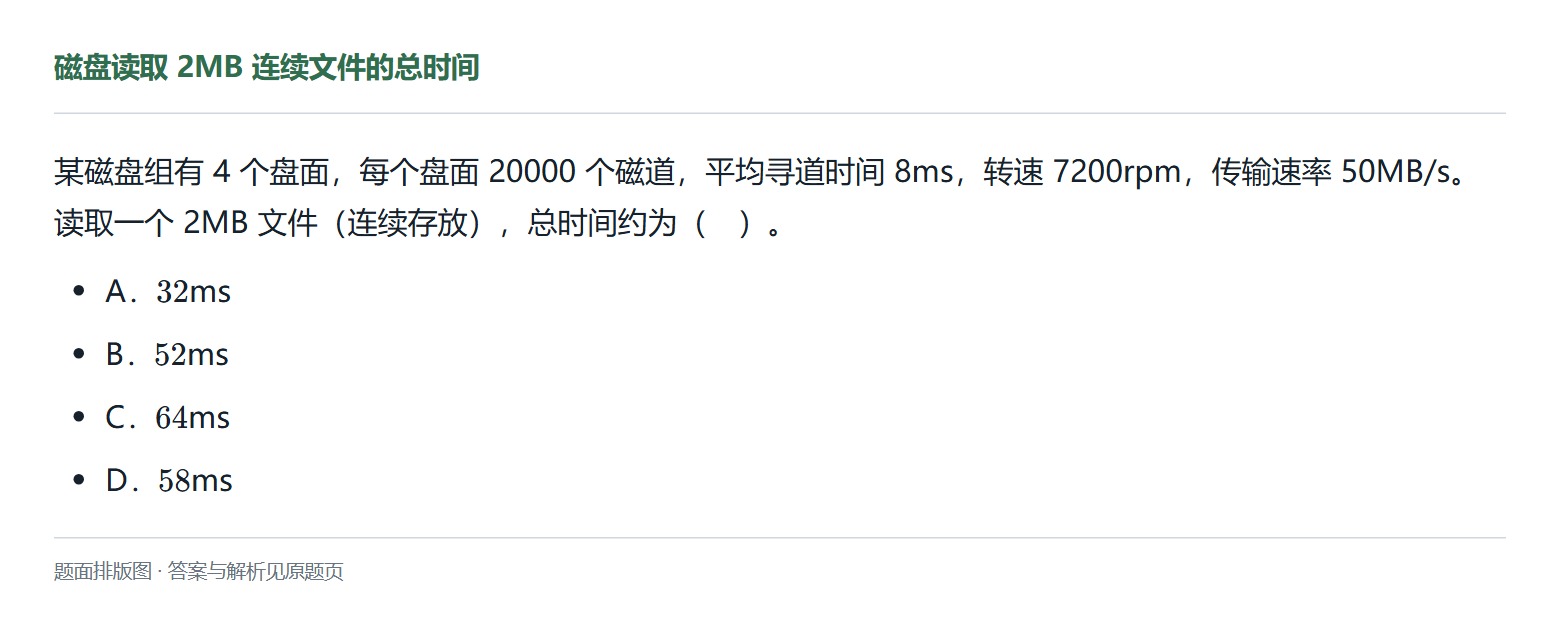 磁盘读取 2MB 连续文件的总时间
某磁盘组有 4 个盘面，每个盘面 20000 个磁道，平均寻道时间 8ms，转速 7200rpm，传输速率 50MB/s。
读取一个 2MB 文件（连续存放），总时间约为（　）。
• A．32ms
• B．52ms
• C．64ms
• D．58ms
题面排版图 · 答案与解析见原题页